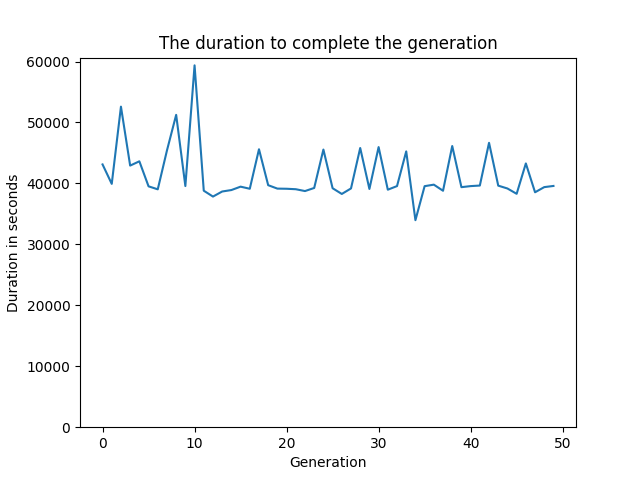 The duration to complete the generation
60000
50000
40000
30000
20000
10000
0
Duration in seconds
0 10 20 30 40 50
Generation